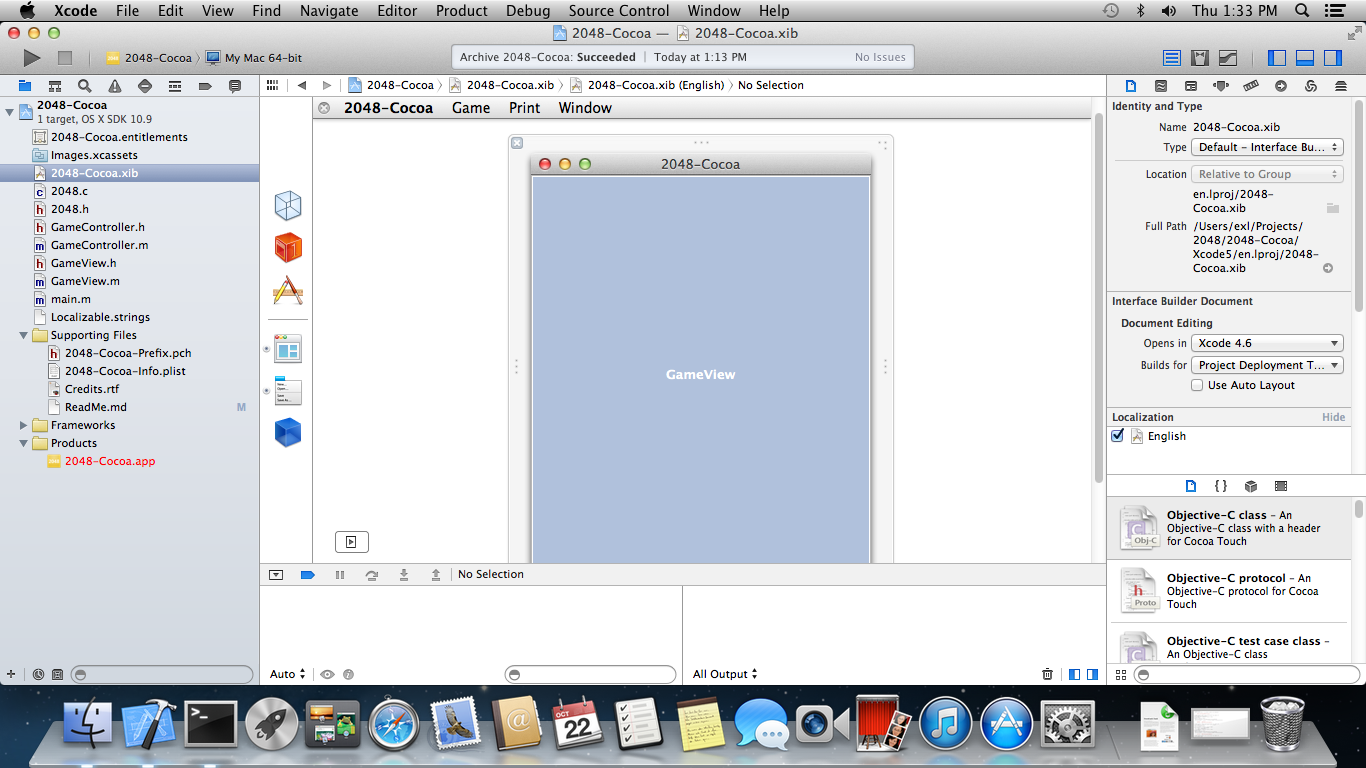 Xcode File Edit View Find Navigate Editor Product Debug Source Control Window Help Thu 1:33 PM
2048-Cocoa — 2048-Cocoa.xib
2048-Cocoa My Mac 64-bit
Archive 2048-Cocoa: Succeeded | Today at 1:13 PM No Issues
2048-Cocoa 2048-Cocoa.xib 2048-Cocoa.xib (English) No Selection
2048-Cocoa
1 target, OS X SDK 10.9
2048-Cocoa.entitlements
Images.xcassets
2048-Cocoa.xib
2048.c
2048.h
GameController.h
GameController.m
GameView.h
GameView.m
main.m
Localizable.strings
Supporting Files
2048-Cocoa-Prefix.pch
2048-Cocoa-Info.plist
Credits.rtf
ReadMe.md M
Frameworks
Products
2048-Cocoa.app
2048-Cocoa Game Print Window
2048-Cocoa
GameView
No Selection
Auto
All Output
Identity and Type
Name 2048-Cocoa.xib
Type Default - Interface Bu...
Location Relative to Group
en.lproj/2048-
Cocoa.xib
Full Path /Users/exl/Projects/
2048/2048-Cocoa/
Xcode5/en.lproj/2048-
Cocoa.xib
Interface Builder Document
Document Editing
Opens in Xcode 4.6
Builds for Project Deployment T...
Use Auto Layout
Localization Hide
English
{ }
Objective-C class - An
Objective-C class with a header
for Cocoa Touch
Obj-C
Objective-C protocol - An
Objective-C protocol for Cocoa
Touch
Proto
Objective-C test case class -
An Objective-C class
OCT
22